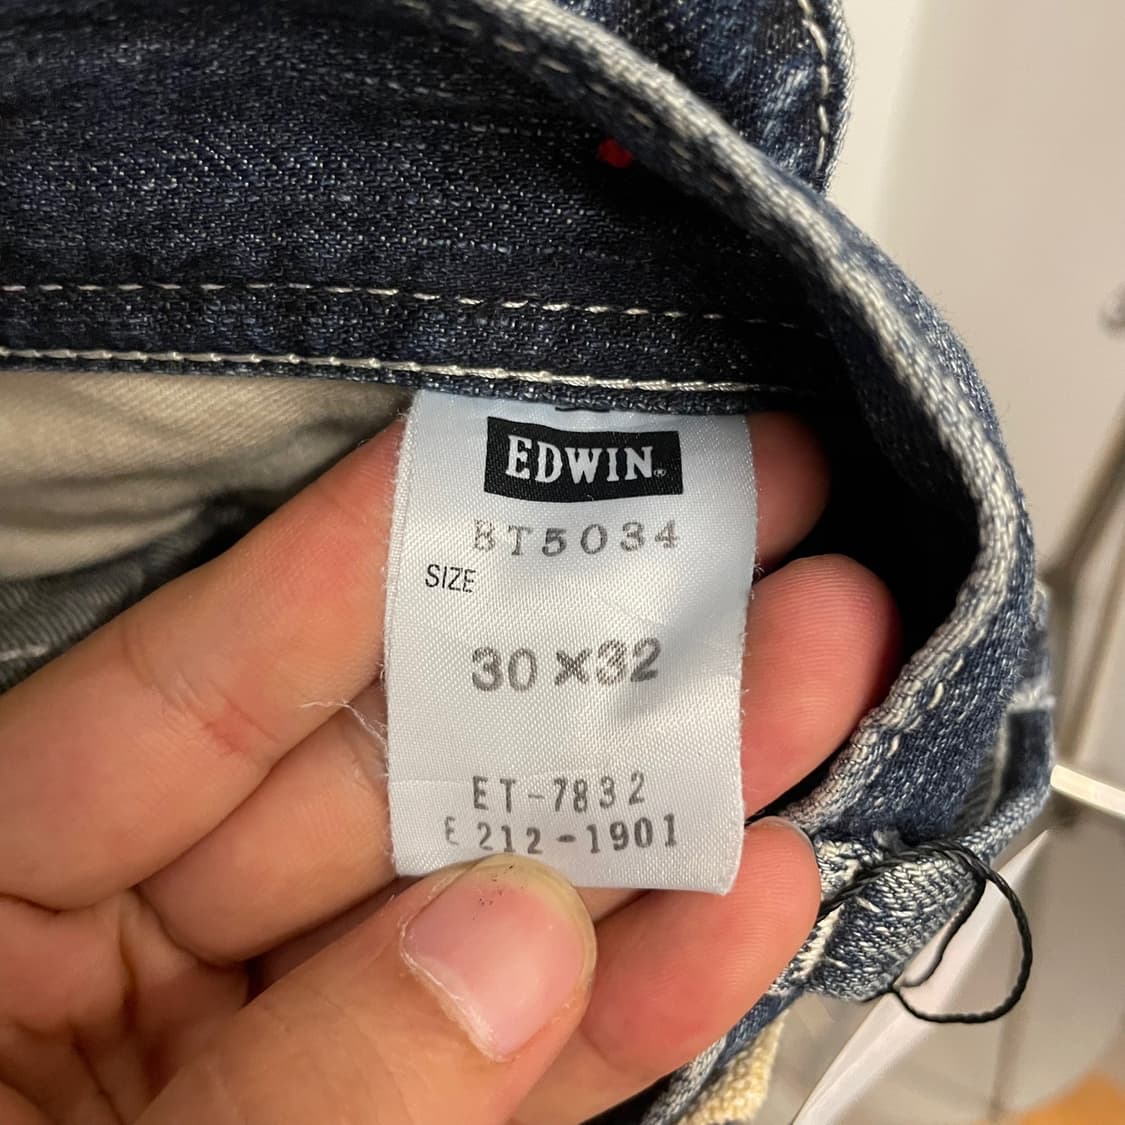 EDWIN®
BT5034
SIZE
30×32
ET-7832
E 212-1901